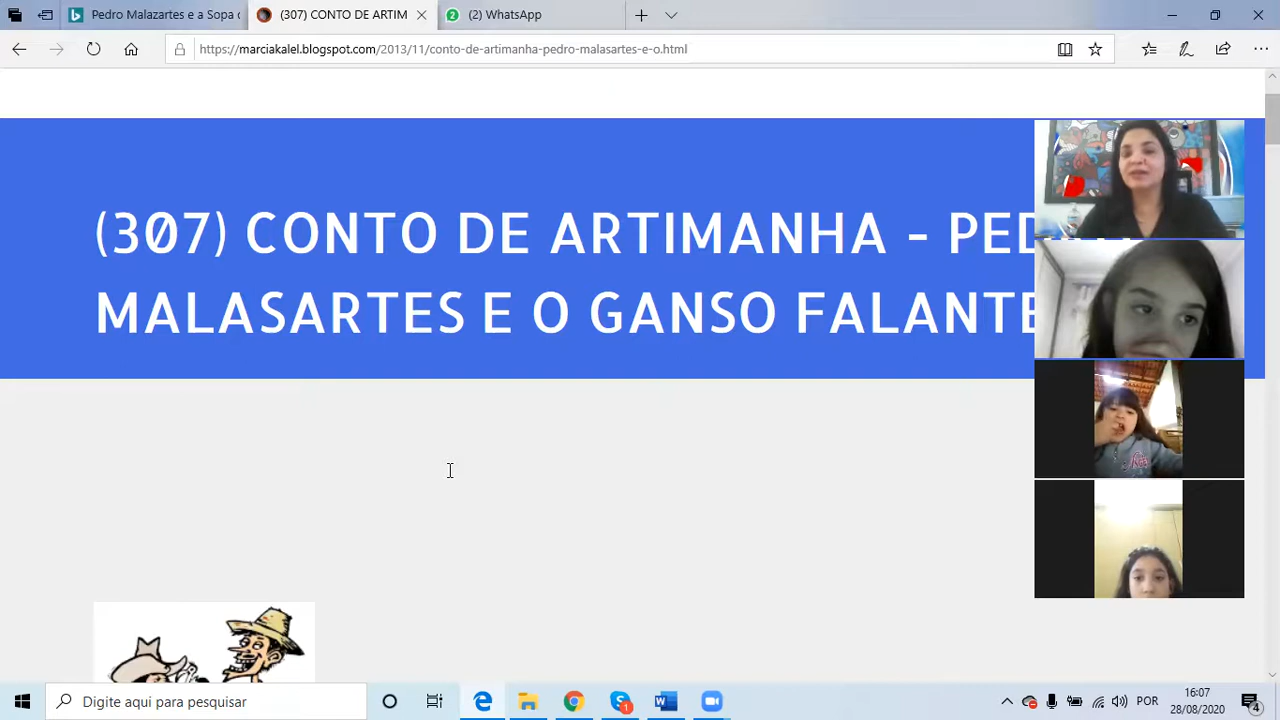 Pedro Malazartes e a Sopa
(307) CONTO DE ARTIM
(2) WhatsApp
https://marciakalel.blogspot.com/2013/11/conto-de-artimanha-pedro-malasartes-e-o.html
(307) CONTO DE ARTIMANHA - PED
MALASARTES E O GANSO FALANTE
Digite aqui para pesquisar
POR
16:07
28/08/2020
4